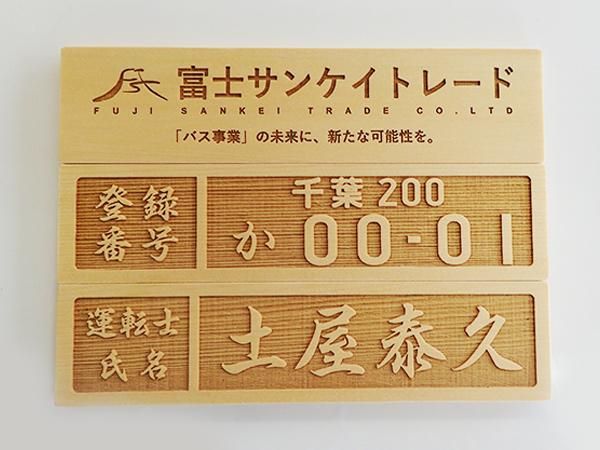 富士サンケイトレード
FUJI SANKEI TRADE CO.LTD
「バス事業」の未来に、新たな可能性を。
登録番号
千葉 200
か 00-01
運転士氏名
土屋泰久